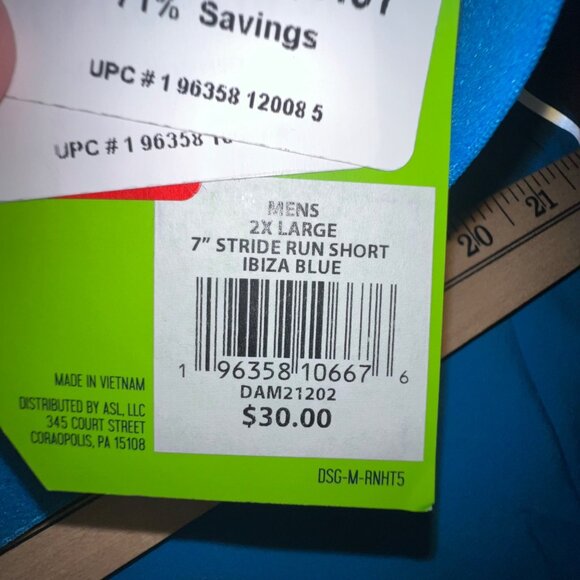 Savings
UPC # 1 96358 12008 5
UPC # 1 96358
MENS
2X LARGE
7" STRIDE RUN SHORT
IBIZA BLUE
1 96358 10667 6
DAM21202
$30.00
MADE IN VIETNAM
DISTRIBUTED BY ASL, LLC
345 COURT STREET
CORAOPOLIS, PA 15108
DSG-M-RNHT5
20
21